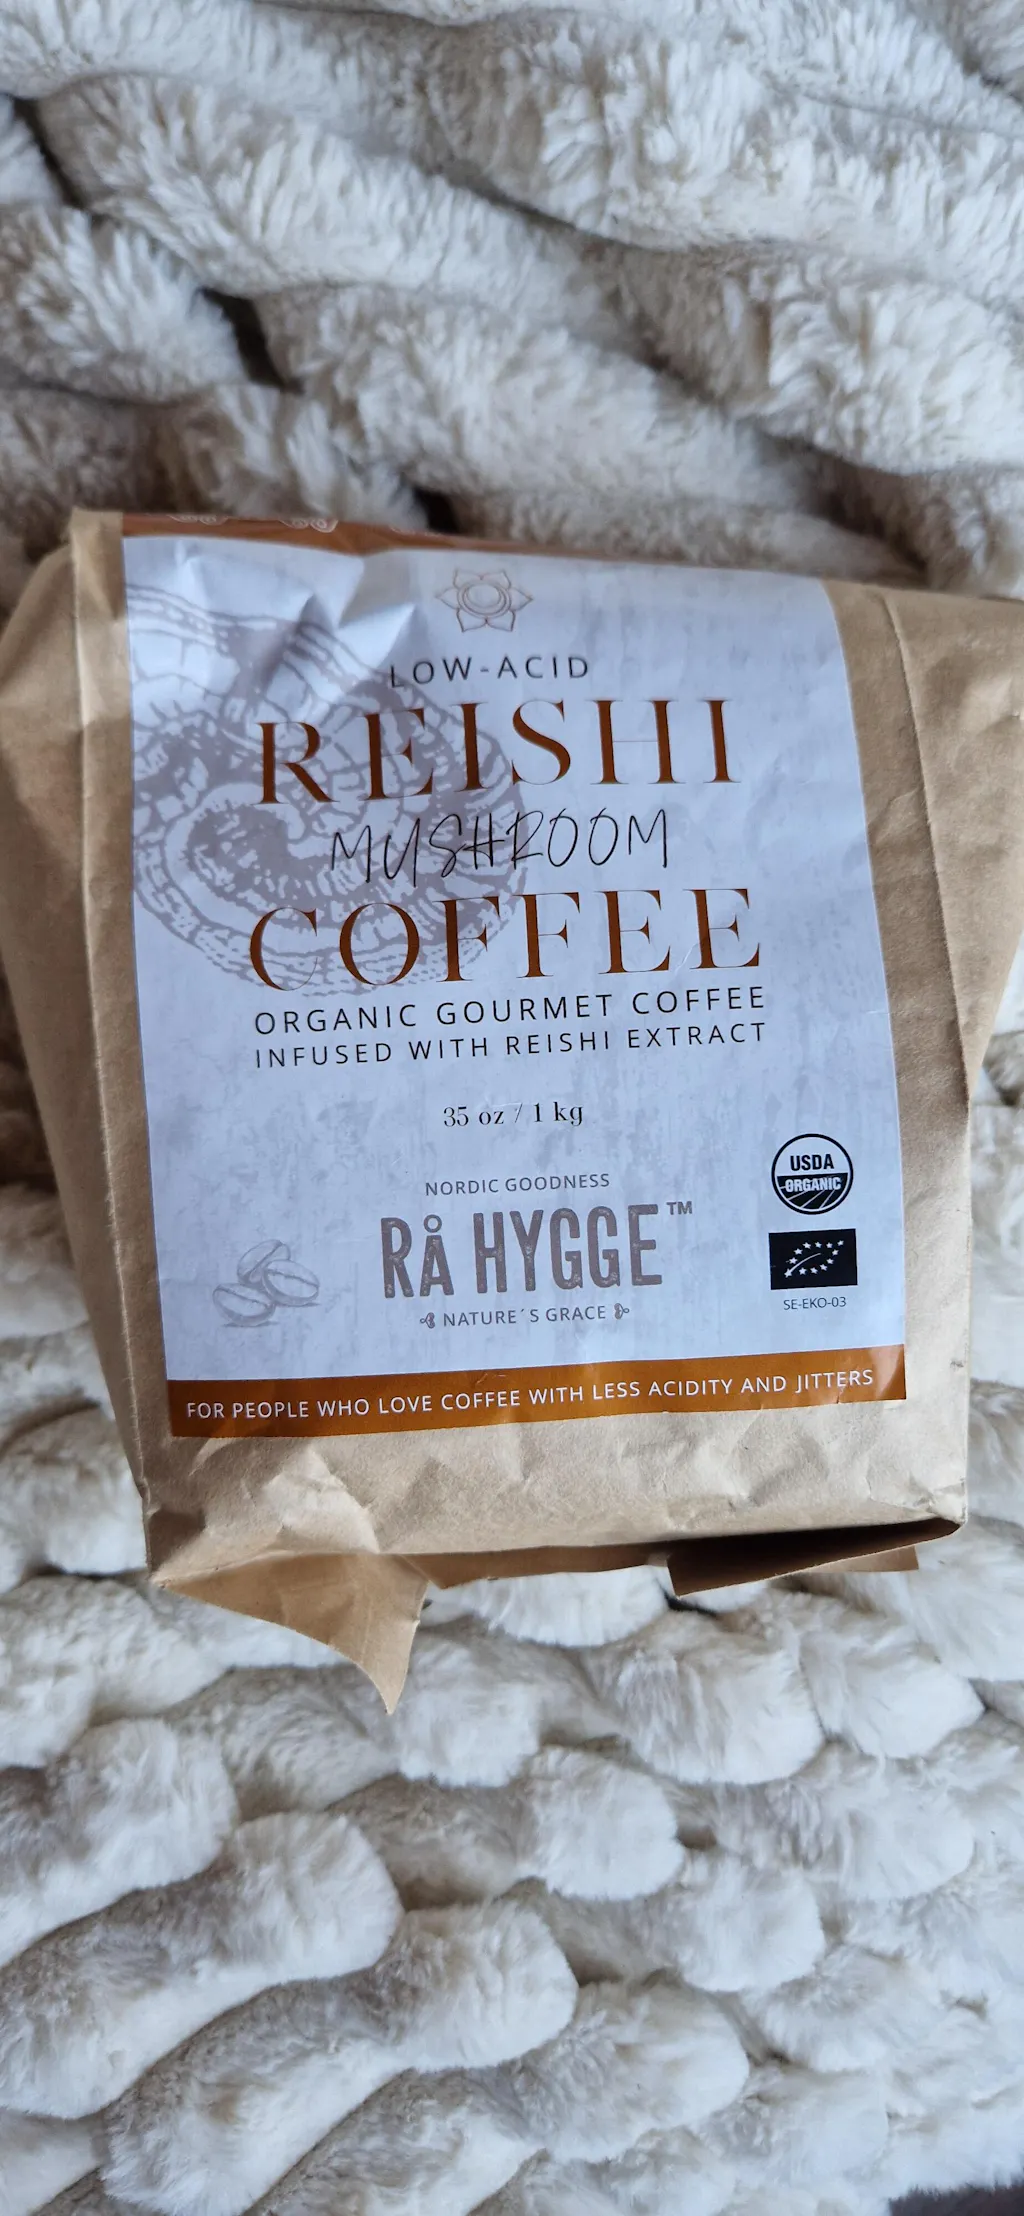 LOW-ACID
REISHI
MUSHROOM
COFFEE
ORGANIC GOURMET COFFEE
INFUSED WITH REISHI EXTRACT
35 oz / 1 kg
NORDIC GOODNESS
RÅ HYGGE™
NATURE´S GRACE
USDA
ORGANIC
SE-EKO-03
FOR PEOPLE WHO LOVE COFFEE WITH LESS ACIDITY AND JITTERS